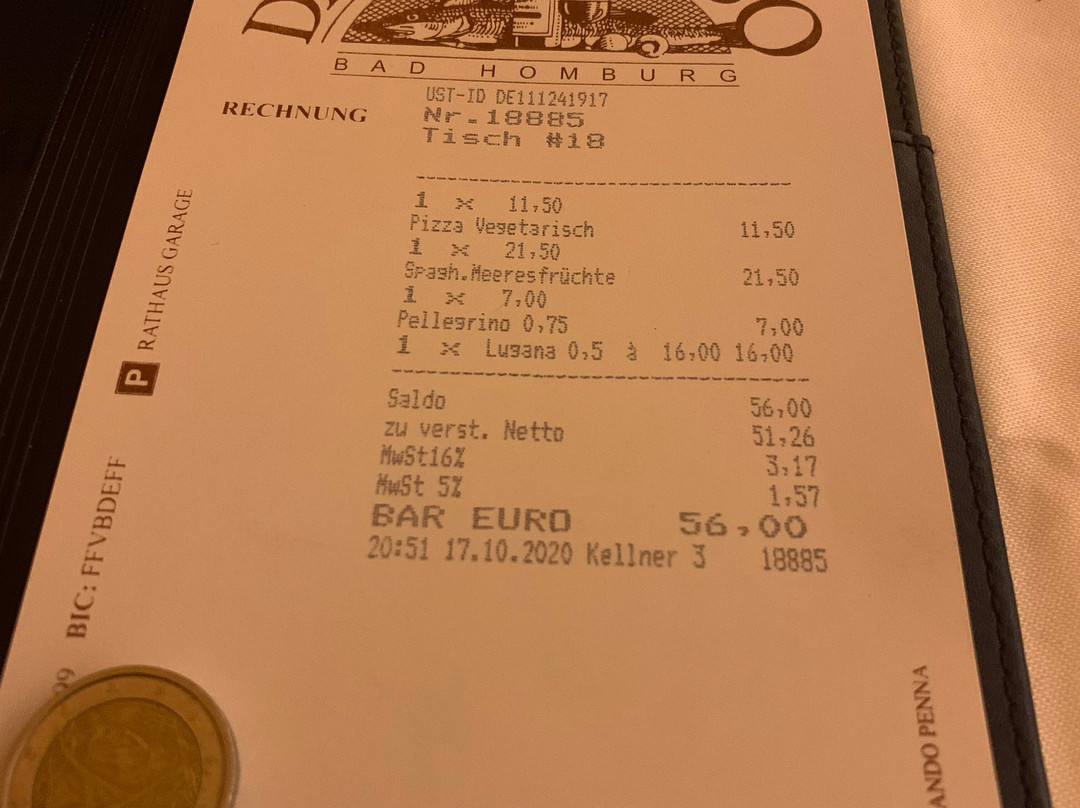 BAD HOMBURG
UST-ID DE111241917
RECHNUNG
Nr.18885
Tisch #18
1 x 11,50
Pizza Vegetarisch 11,50
1 x 21,50
Spagh.Meeresfrüchte 21,50
1 x 7,00
Pellegrino 0,75 7,00
1 x Lugana 0,5 à 16,00 16,00
Saldo 56,00
zu verst. Netto 51,26
MwSt16% 3,17
MwSt 5% 1,57
BAR EURO 56,00
20:51 17.10.2020 Kellner 3 18885
P RATHAUS GARAGE
BIC: FFVBDEFF
99
ANDO PENNA